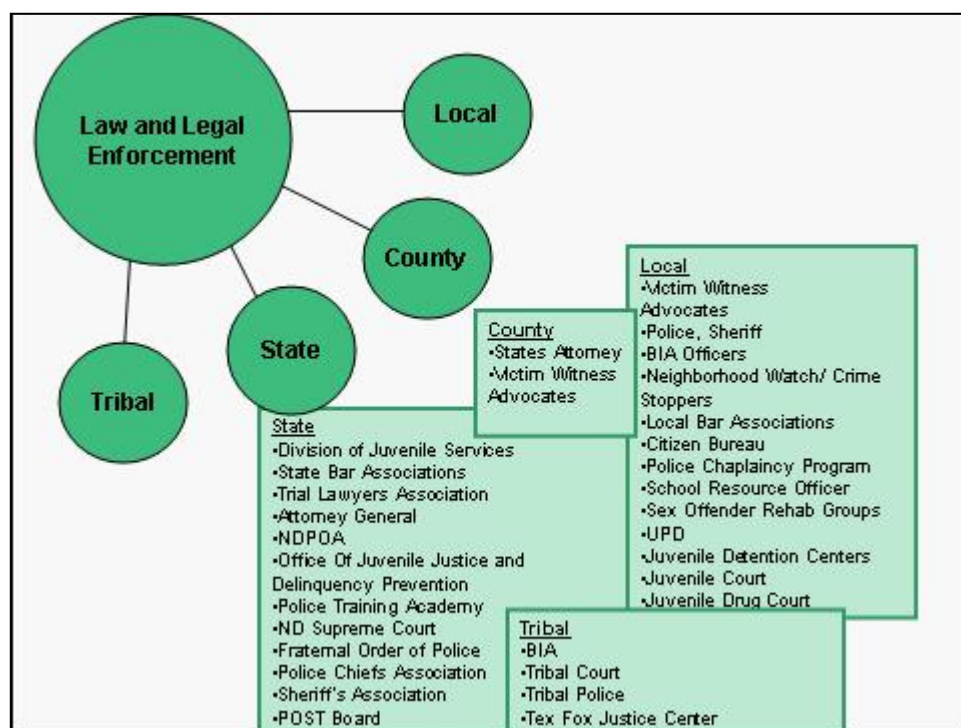 Law and Legal
Enforcement
Local
County
State
Tribal
County
•States Attorney
•Victim Witness
Advocates
Local
•Victim Witness
Advocates
•Police, Sheriff
•BIA Officers
•Neighborhood Watch/ Crime
Stoppers
•Local Bar Associations
•Citizen Bureau
•Police Chaplaincy Program
•School Resource Officer
•Sex Offender Rehab Groups
•UPD
•Juvenile Detention Centers
•Juvenile Court
•Juvenile Drug Court
State
•Division of Juvenile Services
•State Bar Associations
•Trial Lawyers Association
•Attorney General
•NDPOA
•Office Of Juvenile Justice and
Delinquency Prevention
•Police Training Academy
•ND Supreme Court
•Fraternal Order of Police
•Police Chiefs Association
•Sheriff's Association
•POST Board
Tribal
•BIA
•Tribal Court
•Tribal Police
•Tex Fox Justice Center